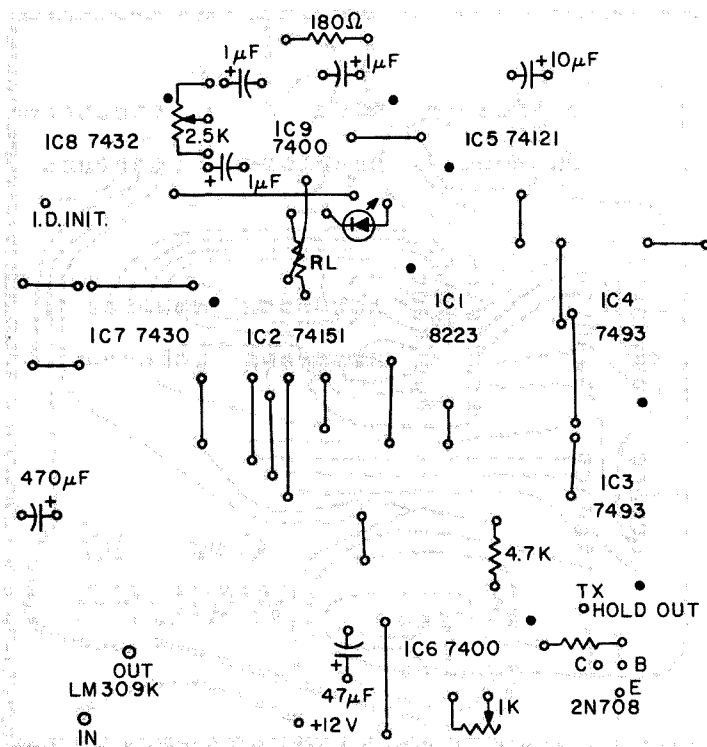 180Ω
1µF
+1µF
+10µF
IC8 7432
2.5K
IC9
7400
IC5 74121
1µF
I.D. INIT.
RL
IC7 7430
IC2 74151
IC1
8223
IC4
7493
470µF
IC3
7493
4.7K
TX
HOLD OUT
OUT
LM309K
IN
47µF
+12V
IC6 7400
1K
C
B
E
2N708